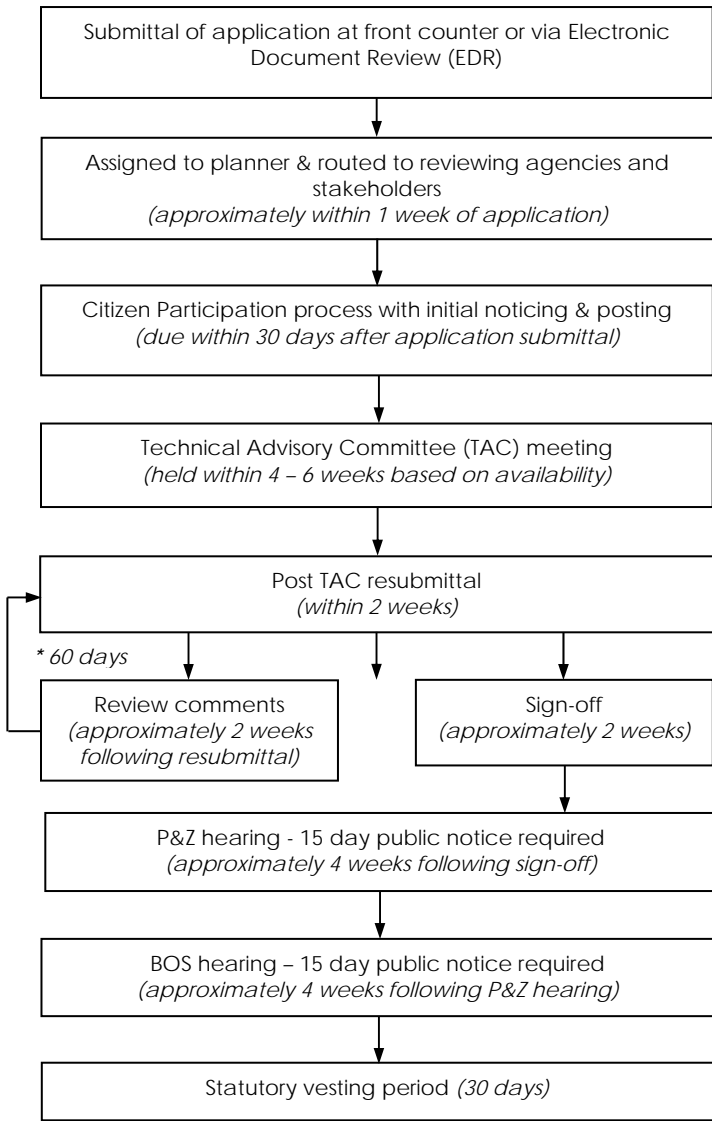 Submittal of application at front counter or via Electronic
Document Review (EDR)
Assigned to planner & routed to reviewing agencies and
stakeholders
(approximately within 1 week of application)
Citizen Participation process with initial noticing & posting
(due within 30 days after application submittal)
Technical Advisory Committee (TAC) meeting
(held within 4 – 6 weeks based on availability)
Post TAC resubmittal
(within 2 weeks)
* 60 days
Review comments
(approximately 2 weeks
following resubmittal)
Sign-off
(approximately 2 weeks)
P&Z hearing - 15 day public notice required
(approximately 4 weeks following sign-off)
BOS hearing – 15 day public notice required
(approximately 4 weeks following P&Z hearing)
Statutory vesting period (30 days)